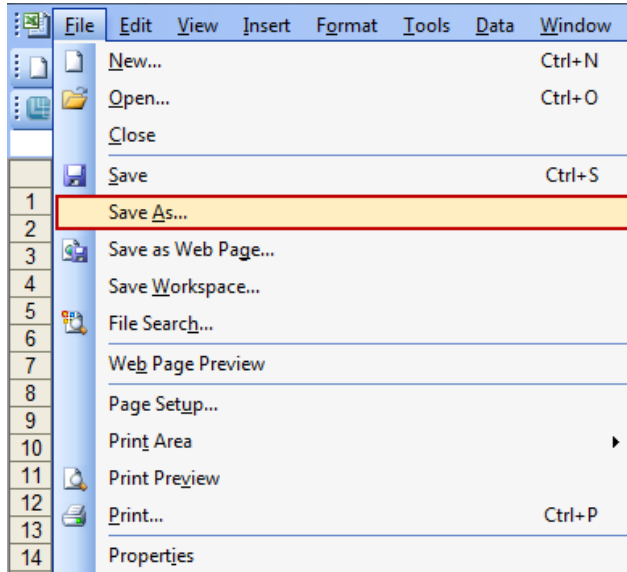 File Edit View Insert Format Tools Data Window
New... Ctrl+N
Open... Ctrl+O
Close
Save Ctrl+S
Save As...
Save as Web Page...
Save Workspace...
File Search...
Web Page Preview
Page Setup...
Print Area
Print Preview
Print... Ctrl+P
Properties
1
2
3
4
5
6
7
8
9
10
11
12
13
14